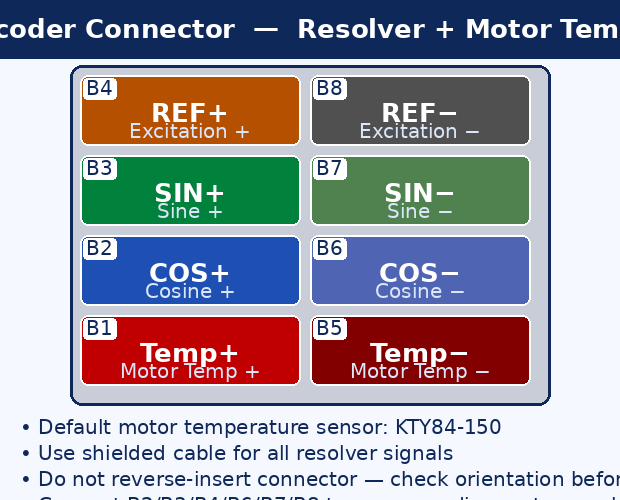 coder Connector — Resolver + Motor Tem
B4 REF+ B8 REF−
Excitation + Excitation −
B3 SIN+ B7 SIN−
Sine + Sine −
B2 COS+ B6 COS−
Cosine + Cosine −
B1 Temp+ B5 Temp−
Motor Temp + Motor Temp −
• Default motor temperature sensor: KTY84-150
• Use shielded cable for all resolver signals
• Do not reverse-insert connector — check orientation befor